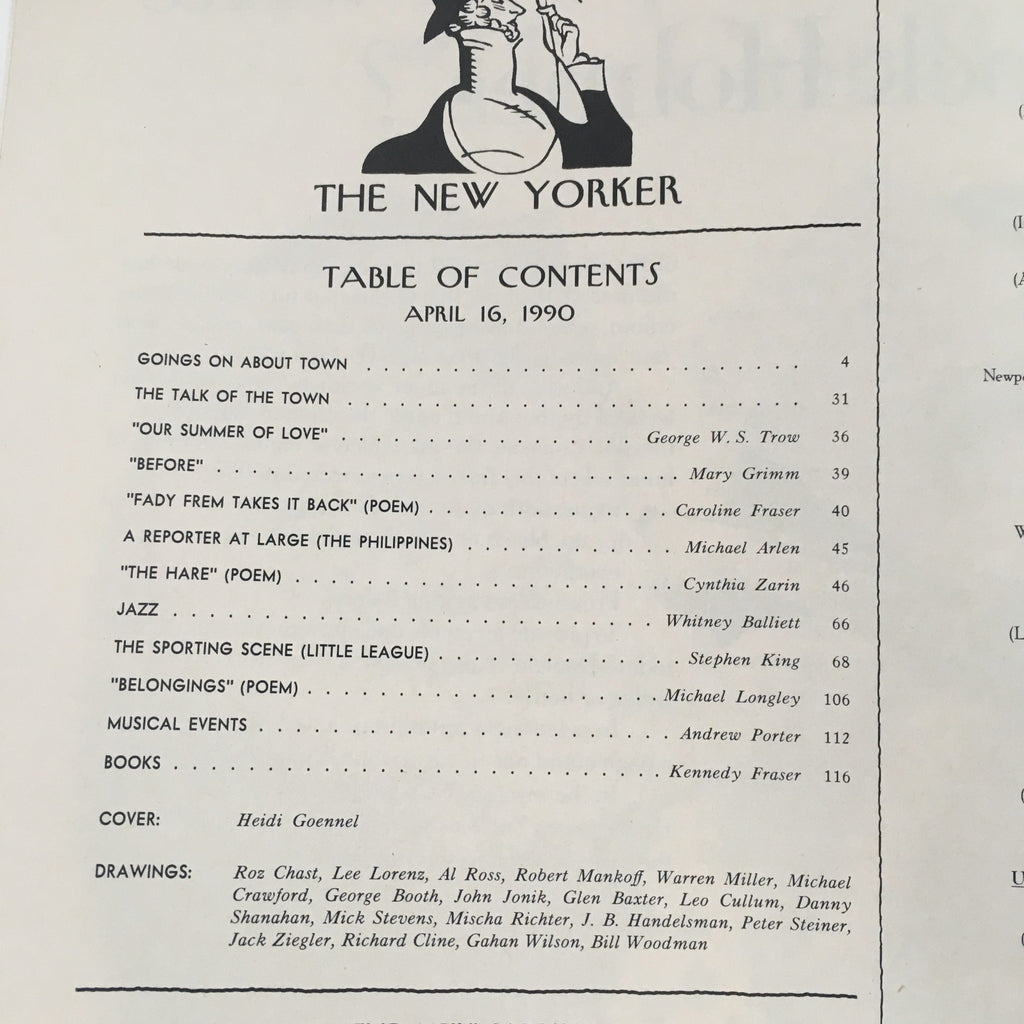 THE NEW YORKER
TABLE OF CONTENTS
APRIL 16, 1990
GOINGS ON ABOUT TOWN . . . . . . . . . . . . . . . . . . . . . . . . . 4
THE TALK OF THE TOWN . . . . . . . . . . . . . . . . . . . . . . . . . . 31
"OUR SUMMER OF LOVE" . . . . . . . . . . . . . . . . . George W. S. Trow 36
"BEFORE" . . . . . . . . . . . . . . . . . . . . . . . . . . . . Mary Grimm 39
"FADY FREM TAKES IT BACK" (POEM) . . . . . . . . . . . . . . Caroline Fraser 40
A REPORTER AT LARGE (THE PHILIPPINES) . . . . . . . . . . . . Michael Arlen 45
"THE HARE" (POEM) . . . . . . . . . . . . . . . . . . . . . . . Cynthia Zarin 46
JAZZ . . . . . . . . . . . . . . . . . . . . . . . . . . . . . Whitney Balliett 66
THE SPORTING SCENE (LITTLE LEAGUE) . . . . . . . . . . . . . . Stephen King 68
"BELONGINGS" (POEM) . . . . . . . . . . . . . . . . . . . . . Michael Longley 106
MUSICAL EVENTS . . . . . . . . . . . . . . . . . . . . . . . . . Andrew Porter 112
BOOKS . . . . . . . . . . . . . . . . . . . . . . . . . . . . . Kennedy Fraser 116
COVER: Heidi Goennel
DRAWINGS: Roz Chast, Lee Lorenz, Al Ross, Robert Mankoff, Warren Miller, Michael
Crawford, George Booth, John Jonik, Glen Baxter, Leo Cullum, Danny
Shanahan, Mick Stevens, Mischa Richter, J. B. Handelsman, Peter Steiner,
Jack Ziegler, Richard Cline, Gahan Wilson, Bill Woodman